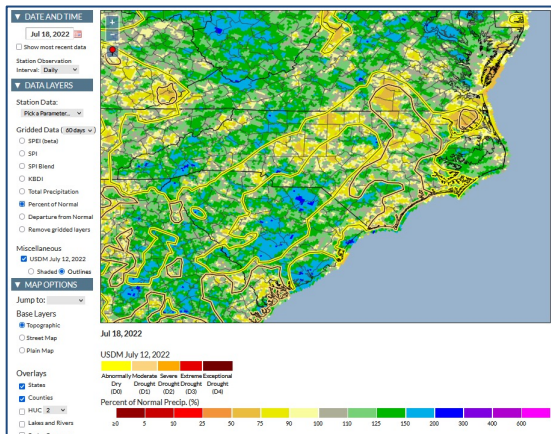 ▼ DATE AND TIME
Jul 18, 2022
Show most recent data
Station Observation
Interval: Daily
▼ DATA LAYERS
Station Data:
Pick a Parameter...
Gridded Data (60 days)
SPEI (beta)
SPI
SPI Blend
KBDI
Total Precipitation
Percent of Normal
Departure from Normal
Remove gridded layers
Miscellaneous
USDM July 12, 2022
Shaded Outlines
▼ MAP OPTIONS
Jump to:
Base Layers
Topographic
Street Map
Plain Map
Overlays
States
Counties
HUC 2
Lakes and Rivers
+
−
Jul 18, 2022
USDM July 12, 2022
Abnormally Moderate Severe Extreme Exceptional
Dry Drought Drought Drought Drought
(D0) (D1) (D2) (D3) (D4)
Percent of Normal Precip. (%)
≥0 5 10 25 50 75 90 100 110 125 150 200 300 400 600